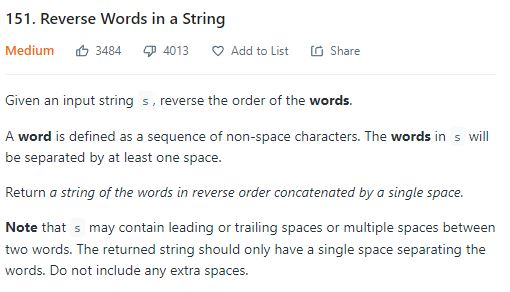 151. Reverse Words in a String
Medium 3484 4013 Add to List Share
Given an input string s, reverse the order of the words.
A word is defined as a sequence of non-space characters. The words in s will
be separated by at least one space.
Return a string of the words in reverse order concatenated by a single space.
Note that s may contain leading or trailing spaces or multiple spaces between
two words. The returned string should only have a single space separating the
words. Do not include any extra spaces.